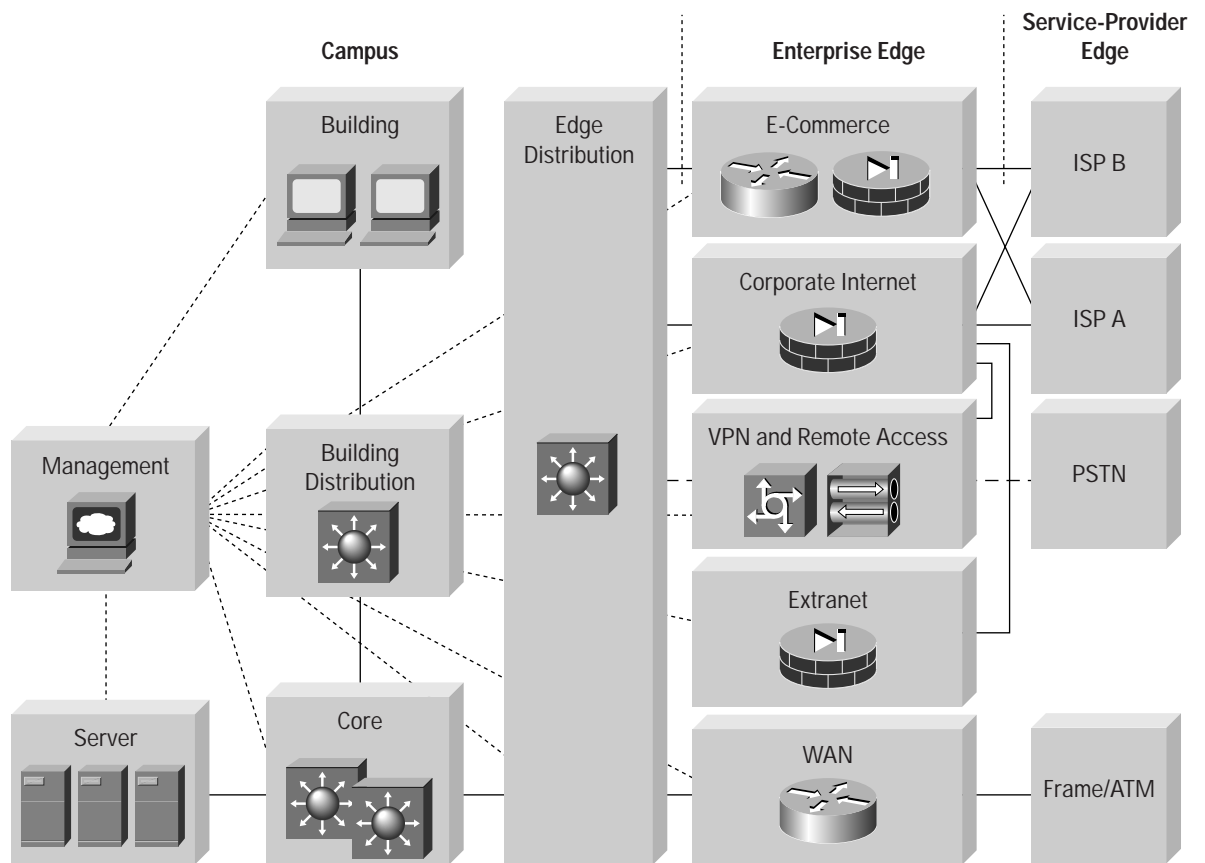 Campus
Enterprise Edge
Service-Provider
Edge
Building
Edge
Distribution
E-Commerce
ISP B
Corporate Internet
ISP A
Management
Building
Distribution
VPN and Remote Access
PSTN
Extranet
Server
Core
WAN
Frame/ATM